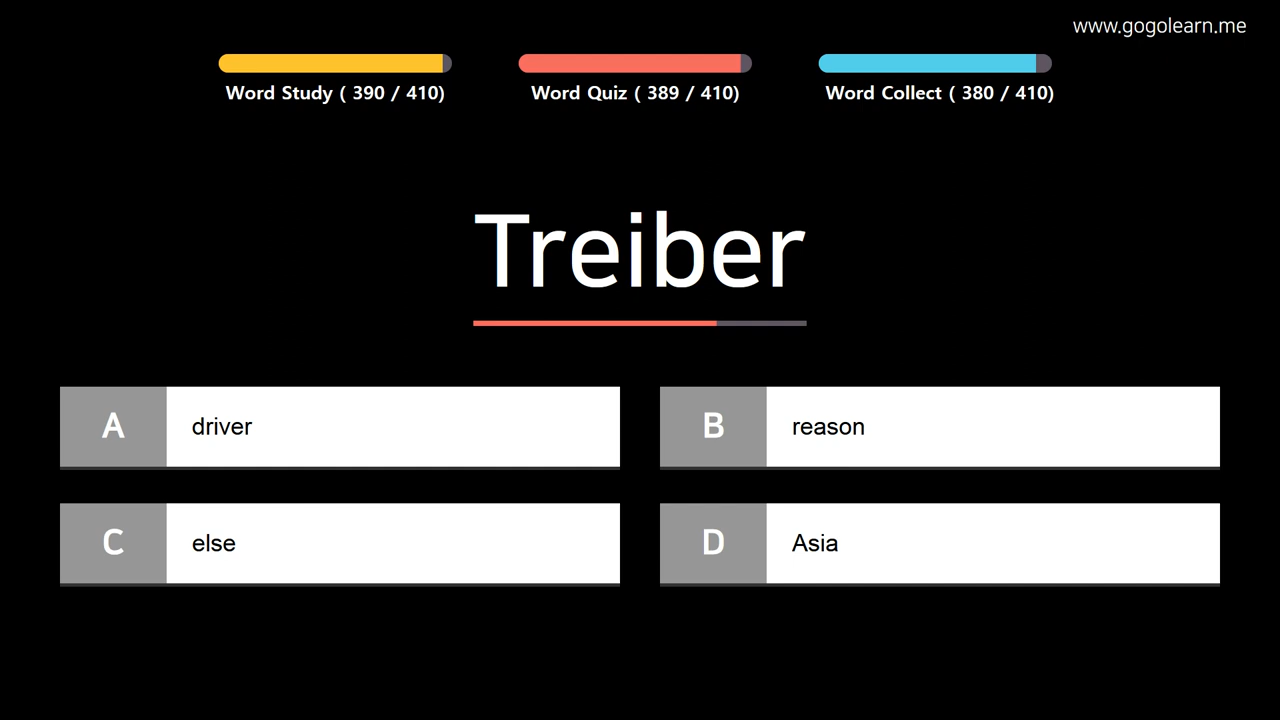 www.gogolearn.me
Word Study ( 390 / 410)
Word Quiz ( 389 / 410)
Word Collect ( 380 / 410)
Treiber
A driver
B reason
C else
D Asia